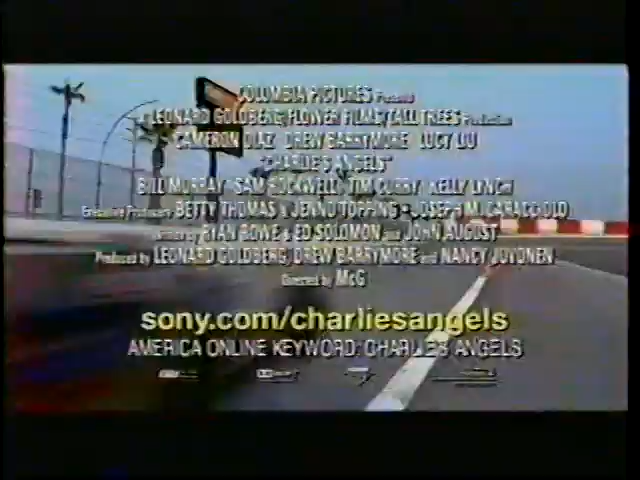 COLUMBIA PICTURES Presents
A LEONARD GOLDBERG/FLOWER FILMS/TALL TREES Production
CAMERON DIAZ DREW BARRYMORE LUCY LIU
"CHARLIE'S ANGELS"
BILL MURRAY SAM ROCKWELL TIM CURRY KELLY LYNCH
Executive Producers BETTY THOMAS & JENNO TOPPING JOSEPH M. CARACCIOLO
Written by RYAN ROWE & ED SOLOMON and JOHN AUGUST
Produced by LEONARD GOLDBERG, DREW BARRYMORE and NANCY JUVONEN
Directed by McG
sony.com/charliesangels
AMERICA ONLINE KEYWORD: CHARLIE'S ANGELS